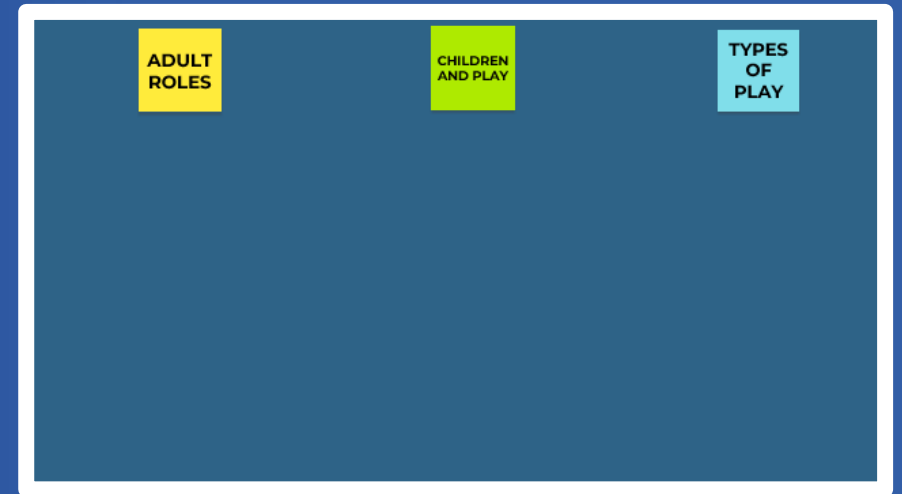 ADULT
ROLES
CHILDREN
AND PLAY
TYPES
OF
PLAY